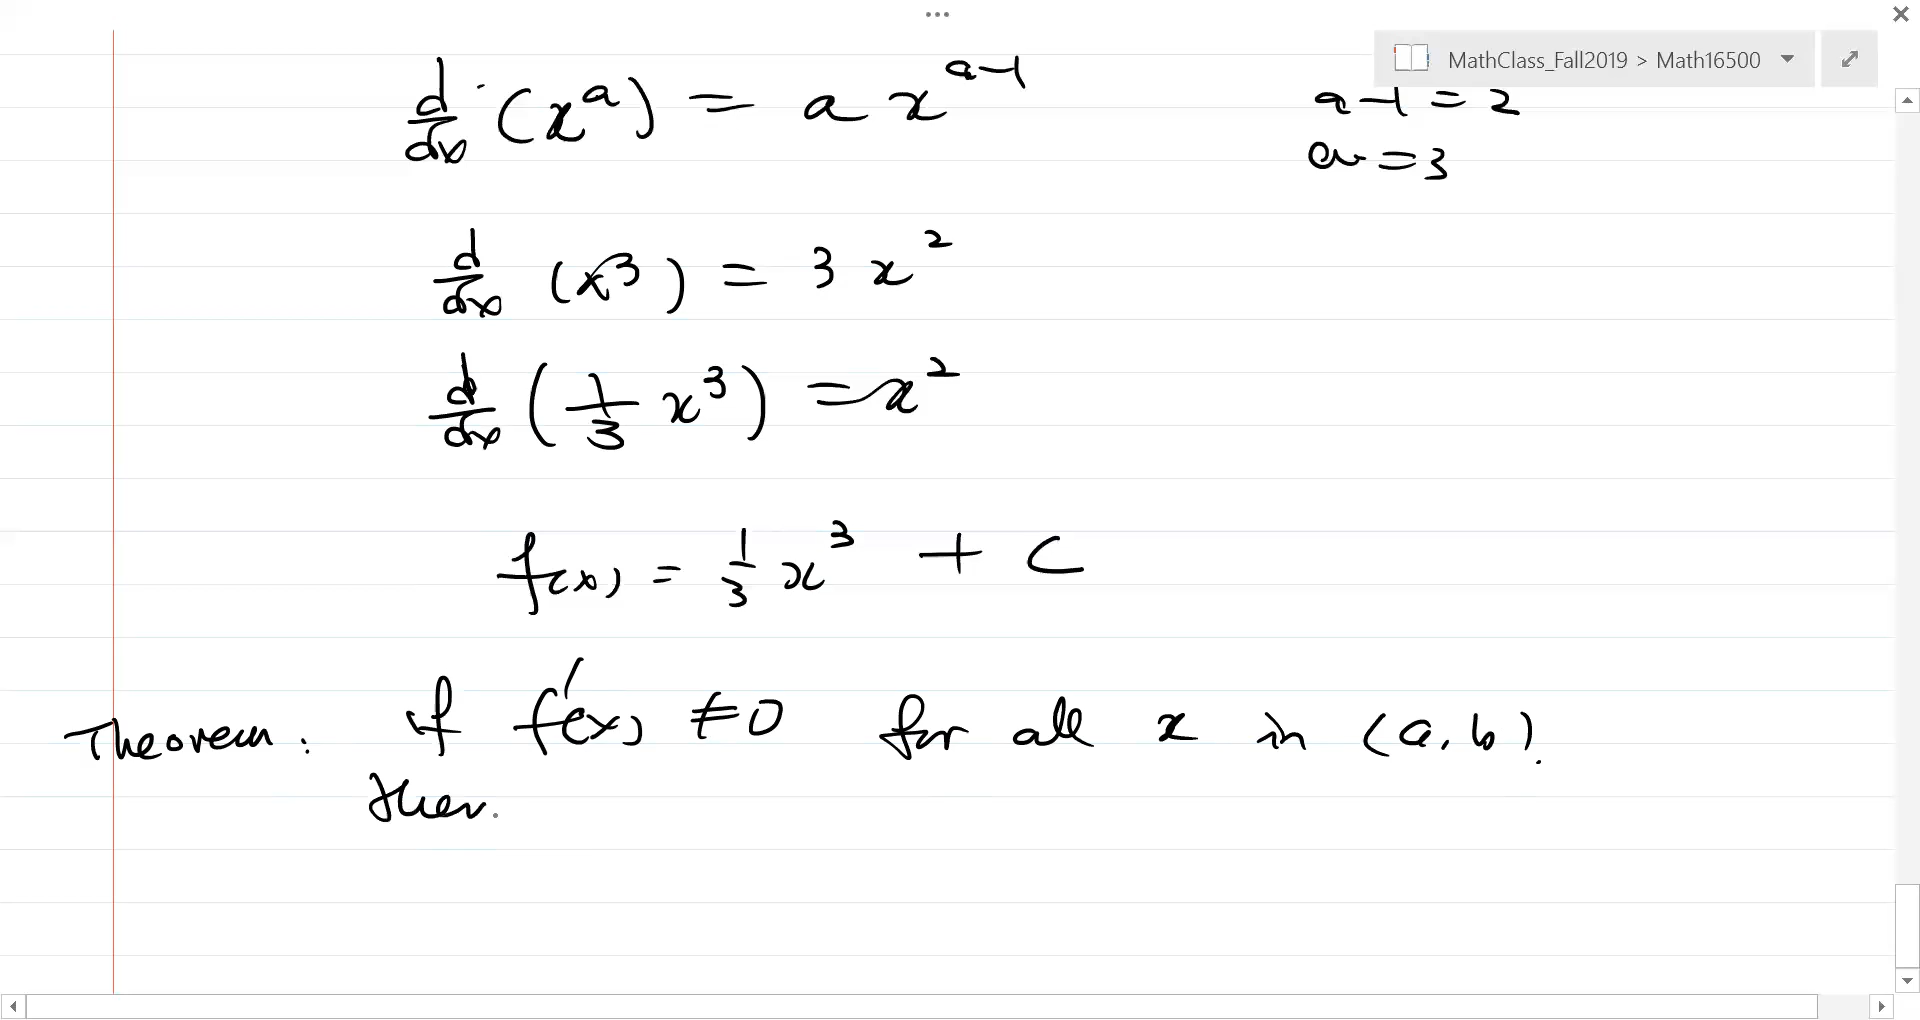 MathClass_Fall2019 > Math16500
d/dx (x^a) = a x^(a-1)
a-1 = 2
a = 3
d/dx (x^3) = 3 x^2
d/dx (1/3 x^3) = x^2
f(x) = 1/3 x^3 + C
Theorem: if f'(x) ≠ 0 for all x in (a, b).
then.